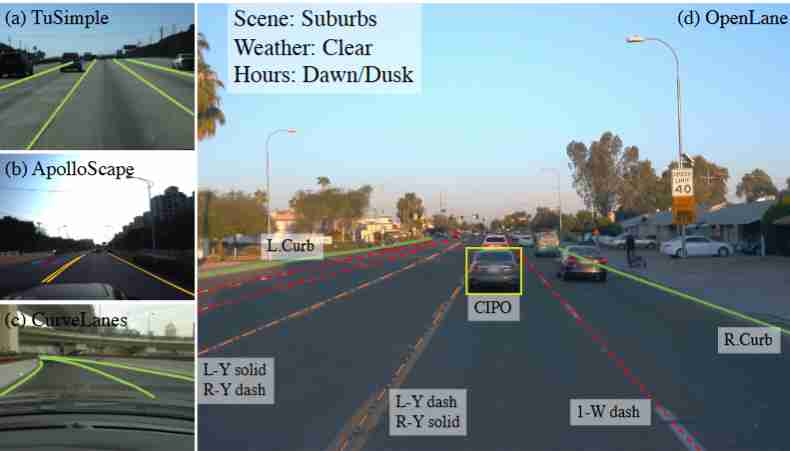 (a) TuSimple
(b) ApolloScape
(c) CurveLanes
Scene: Suburbs
Weather: Clear
Hours: Dawn/Dusk
(d) OpenLane
SPEED
LIMIT
40
L.Curb
CIPO
R.Curb
L-Y solid
R-Y dash
L-Y dash
R-Y solid
1-W dash